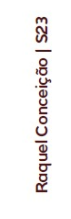 Raquel Conceição | S23